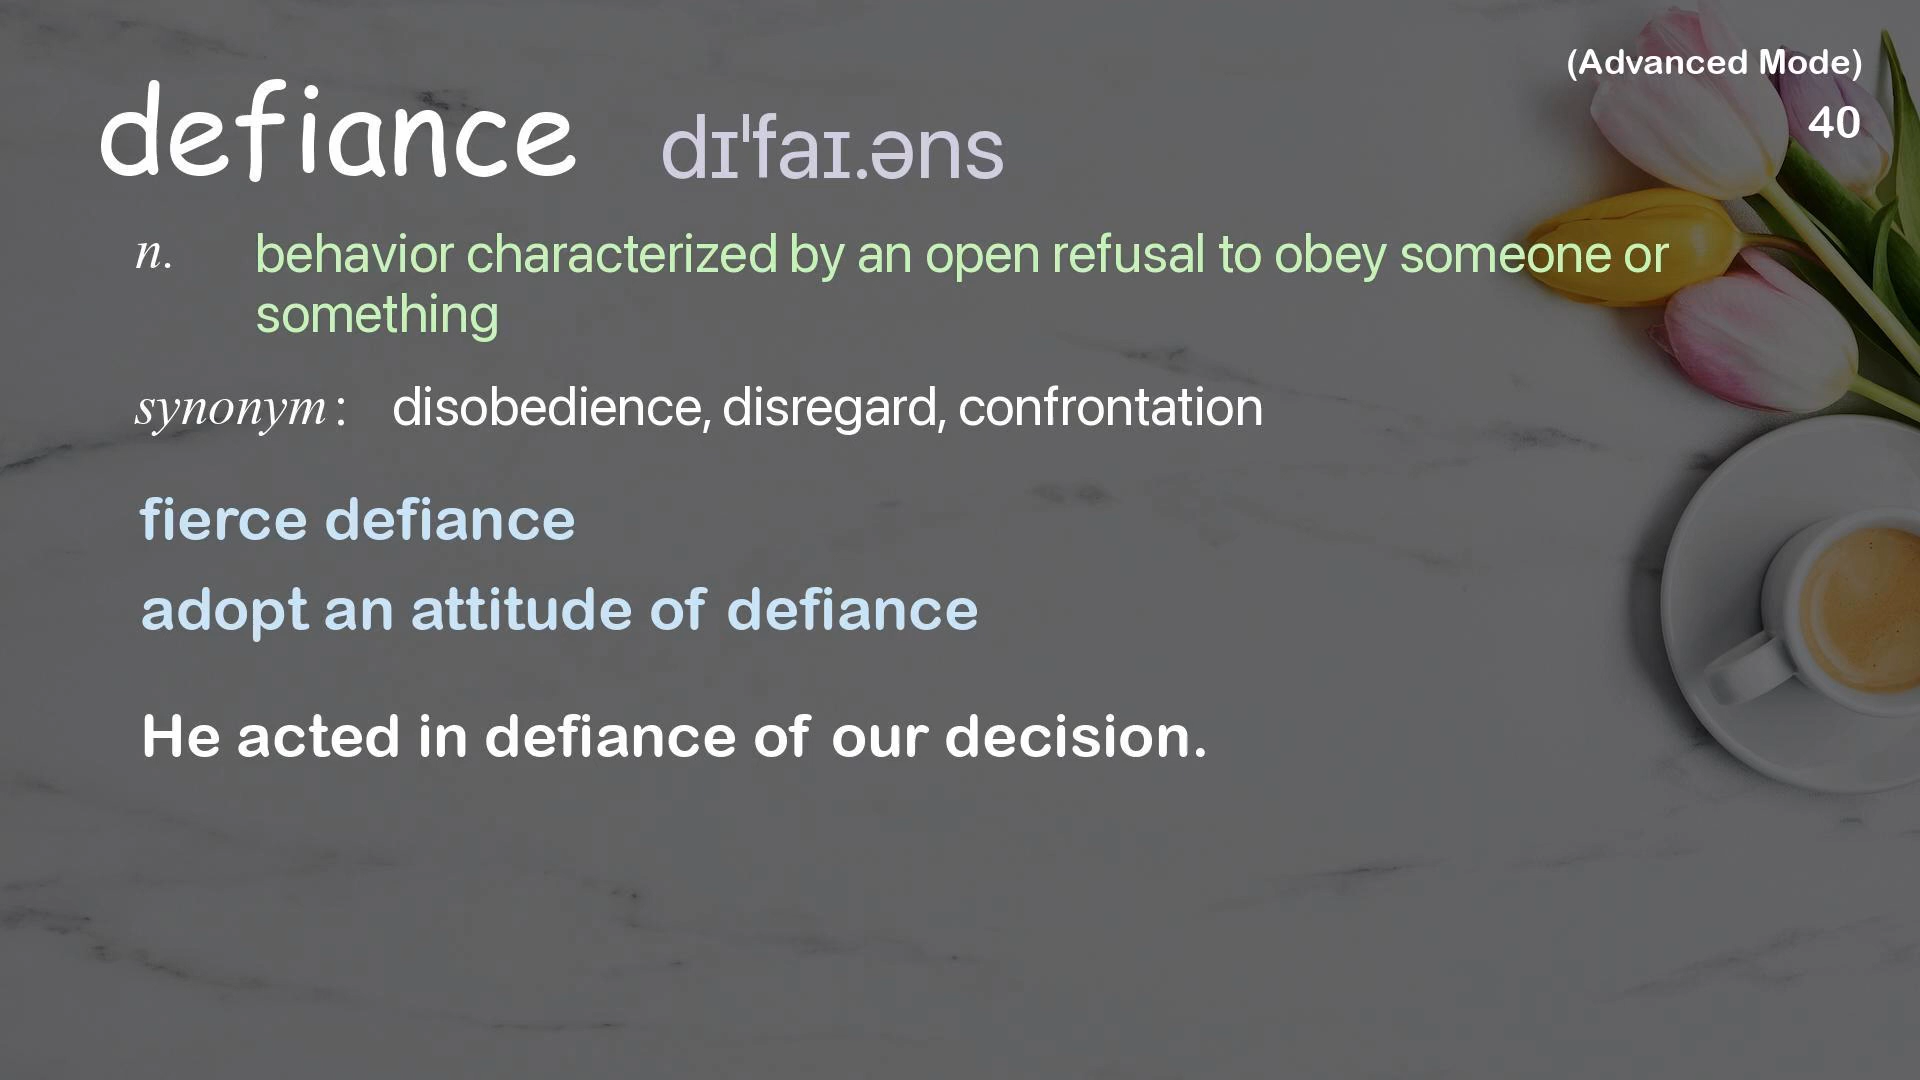 (Advanced Mode)
40
defiance dɪˈfaɪ.əns
n. behavior characterized by an open refusal to obey someone or
something
synonym: disobedience, disregard, confrontation
fierce defiance
adopt an attitude of defiance
He acted in defiance of our decision.